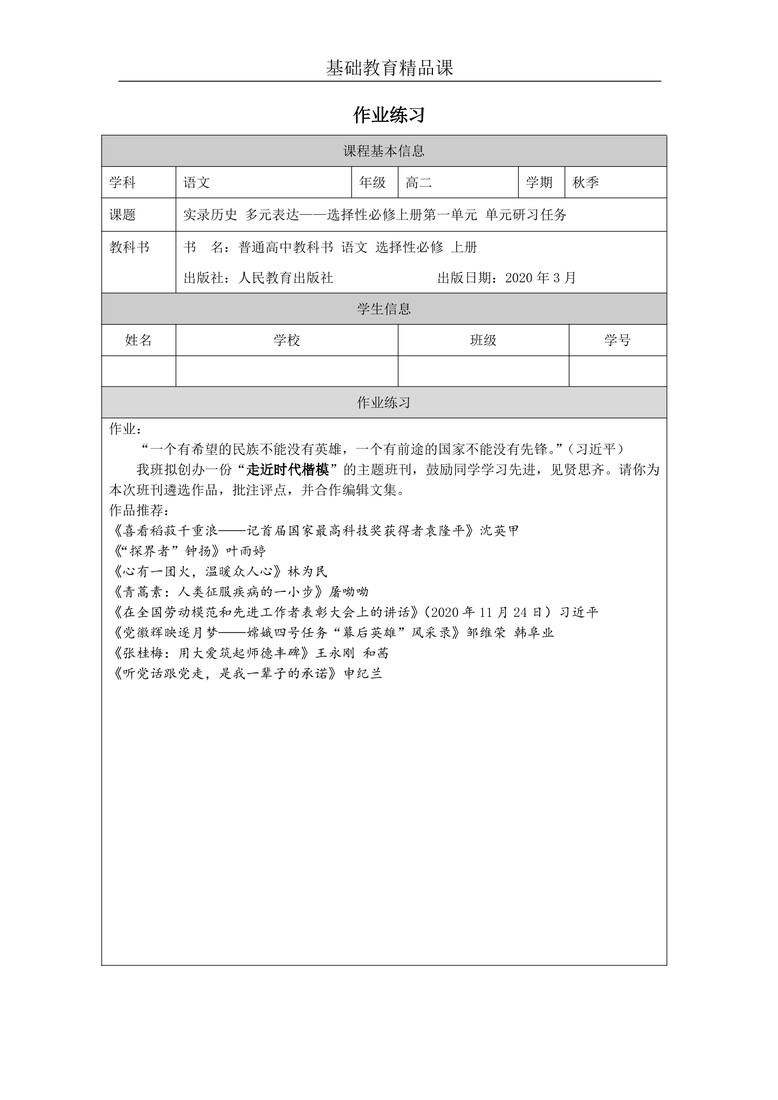 基础教育精品课
作业练习
课程基本信息
学科 语文 年级 高二 学期 秋季
课题 实录历史 多元表达——选择性必修上册第一单元 单元研习任务
教科书 书 名：普通高中教科书 语文 选择性必修 上册
出版社：人民教育出版社 出版日期：2020 年 3 月
学生信息
姓名 学校 班级 学号
作业练习
作业：
“一个有希望的民族不能没有英雄，一个有前途的国家不能没有先锋。”（习近平）
我班拟创办一份“走近时代楷模”的主题班刊，鼓励同学学习先进，见贤思齐。请你为
本次班刊遴选作品，批注评点，并合作编辑文集。
作品推荐：
《喜看稻菽千重浪——记首届国家最高科技奖获得者袁隆平》沈英甲
《“探界者”钟扬》叶雨婷
《心有一团火，温暖众人心》林为民
《青蒿素：人类征服疾病的一小步》屠呦呦
《在全国劳动模范和先进工作者表彰大会上的讲话》（2020 年 11 月 24 日）习近平
《党徽辉映逐月梦——嫦娥四号任务“幕后英雄”风采录》邹维荣 韩阜业
《张桂梅：用大爱筑起师德丰碑》王永刚 和茜
《听党话跟党走，是我一辈子的承诺》申纪兰